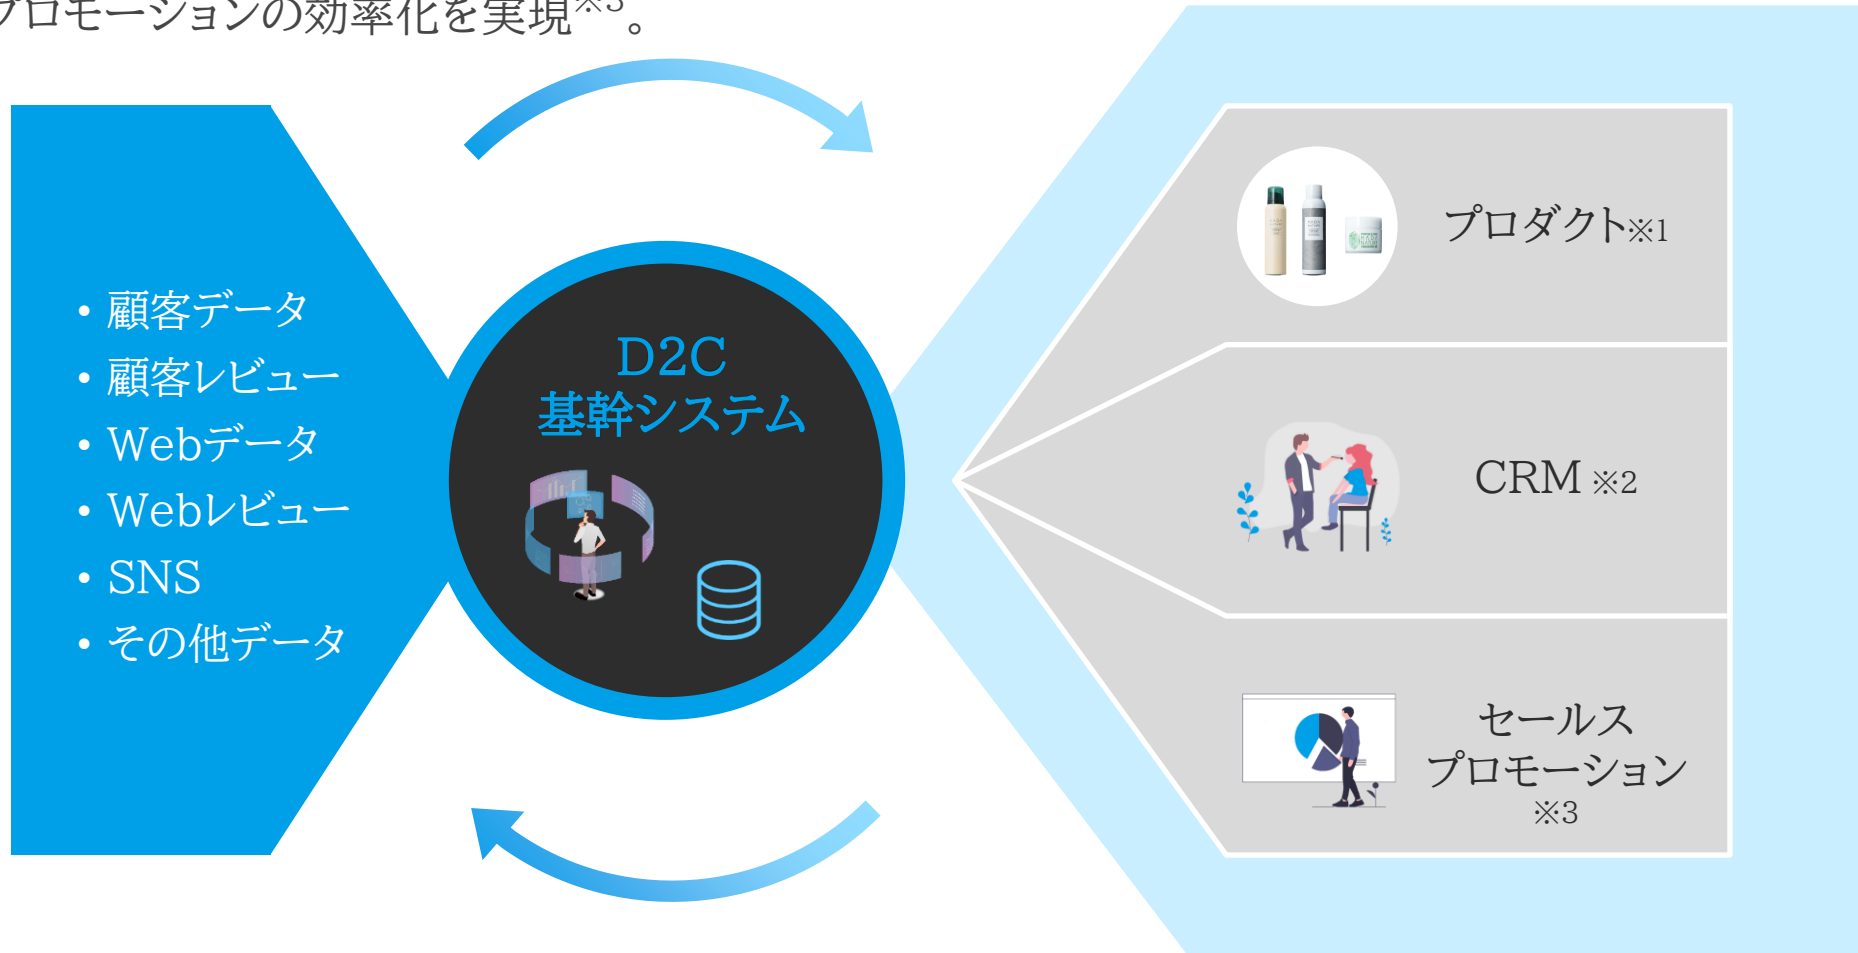 プロモーションの効率化を実現※3。
・顧客データ
・顧客レビュー
・Webデータ
・Webレビュー
・SNS
・その他データ
D2C
基幹システム
プロダクト※1
CRM ※2
セールス
プロモーション
※3